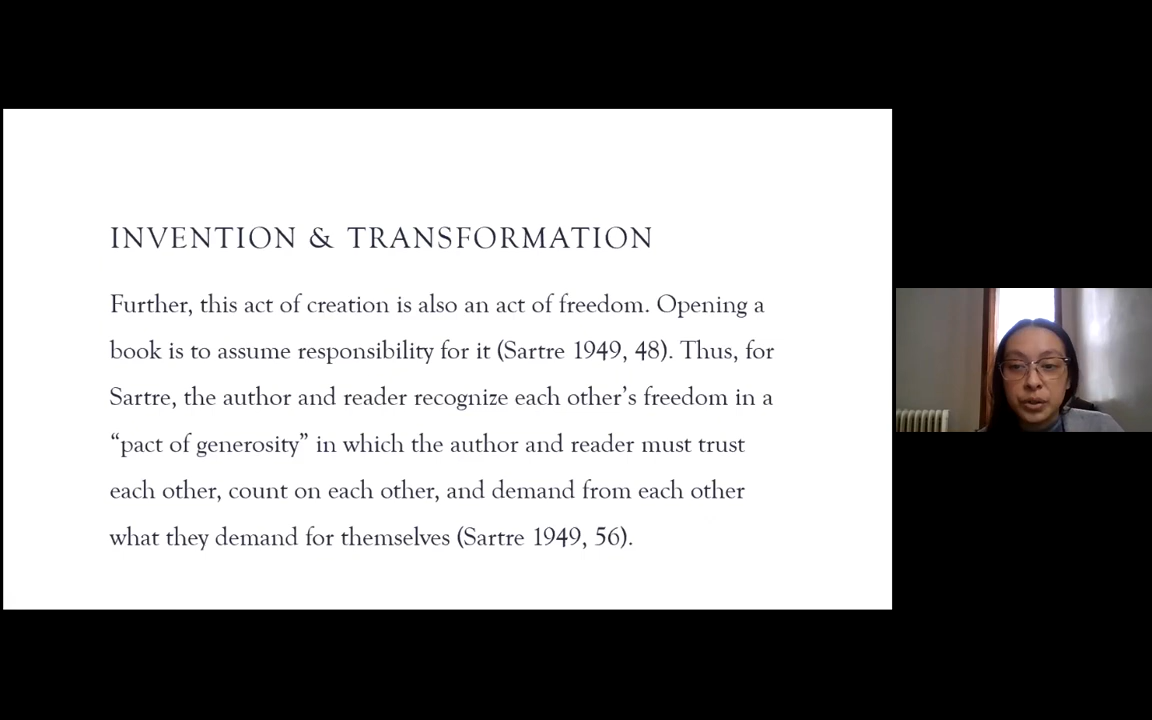 INVENTION & TRANSFORMATION
Further, this act of creation is also an act of freedom. Opening a
book is to assume responsibility for it (Sartre 1949, 48). Thus, for
Sartre, the author and reader recognize each other’s freedom in a
“pact of generosity” in which the author and reader must trust
each other, count on each other, and demand from each other
what they demand for themselves (Sartre 1949, 56).